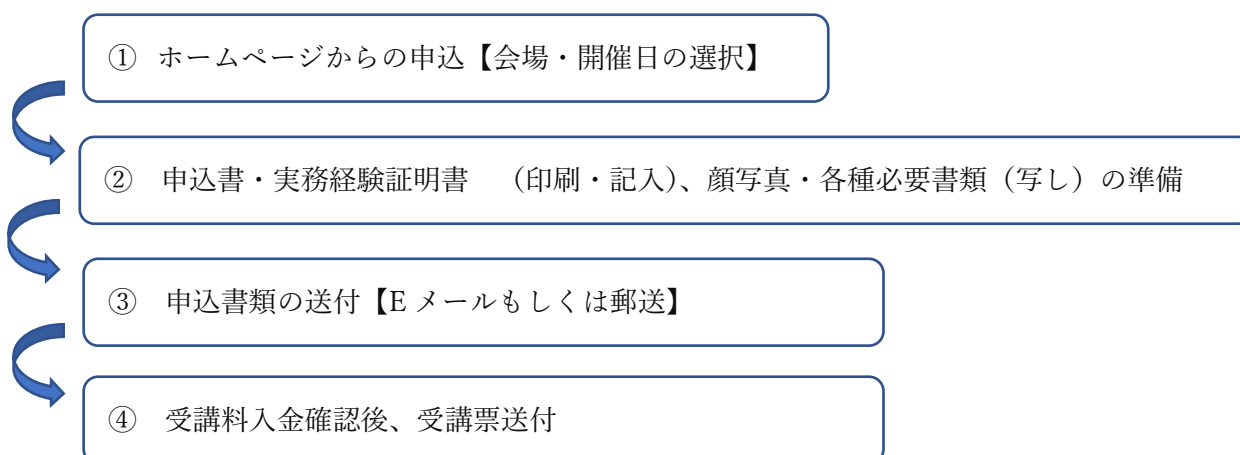 ① ホームページからの申込【会場・開催日の選択】
② 申込書・実務経験証明書 （印刷・記入）、顔写真・各種必要書類（写し）の準備
③ 申込書類の送付【E メールもしくは郵送】
④ 受講料入金確認後、受講票送付